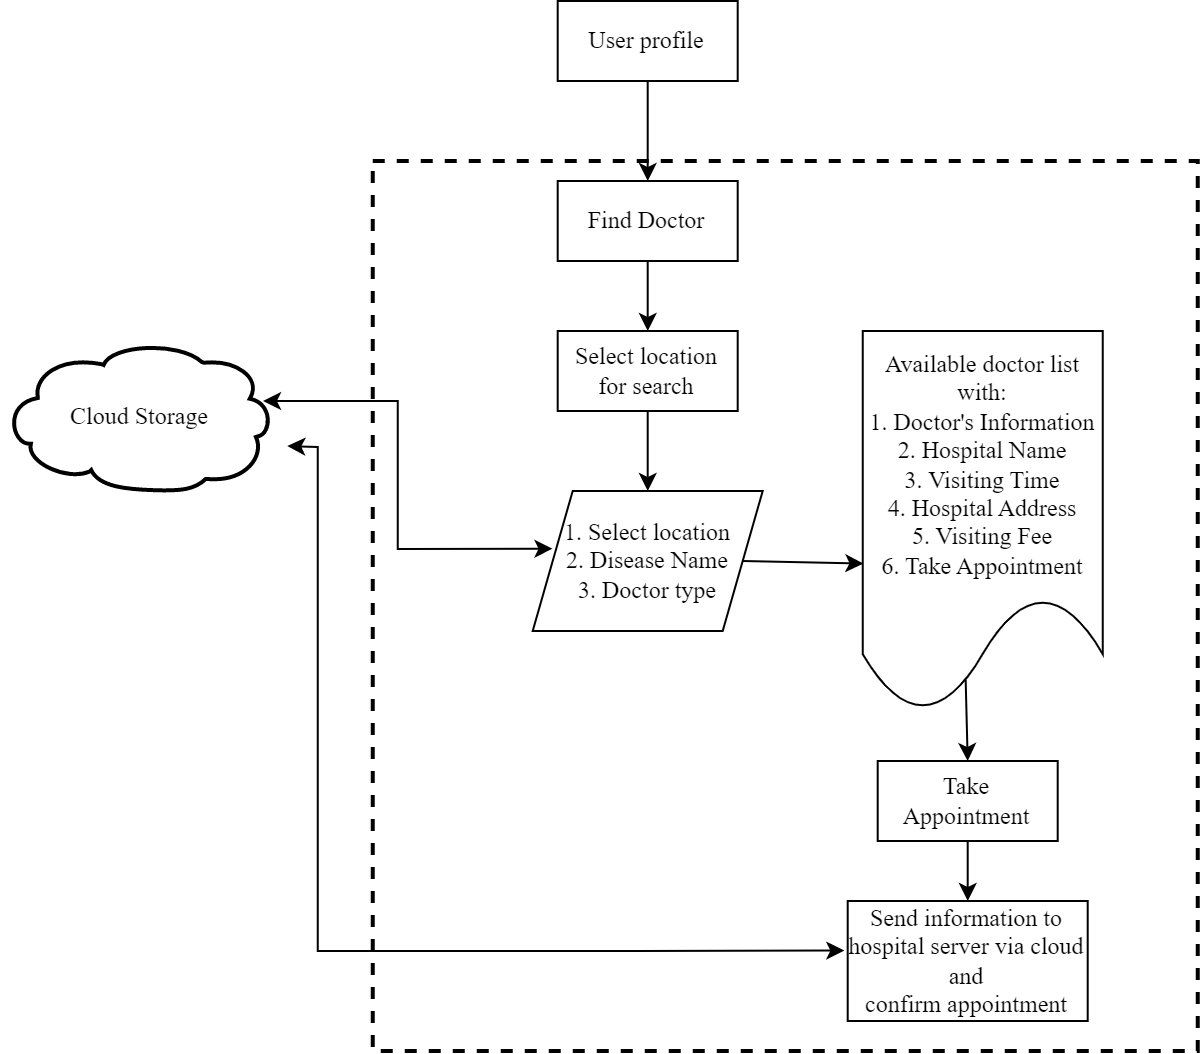 User profile
Find Doctor
Select location
for search
Cloud Storage
1. Select location
2. Disease Name
3. Doctor type
Available doctor list
with:
1. Doctor's Information
2. Hospital Name
3. Visiting Time
4. Hospital Address
5. Visiting Fee
6. Take Appointment
Take
Appointment
Send information to
hospital server via cloud
and
confirm appointment